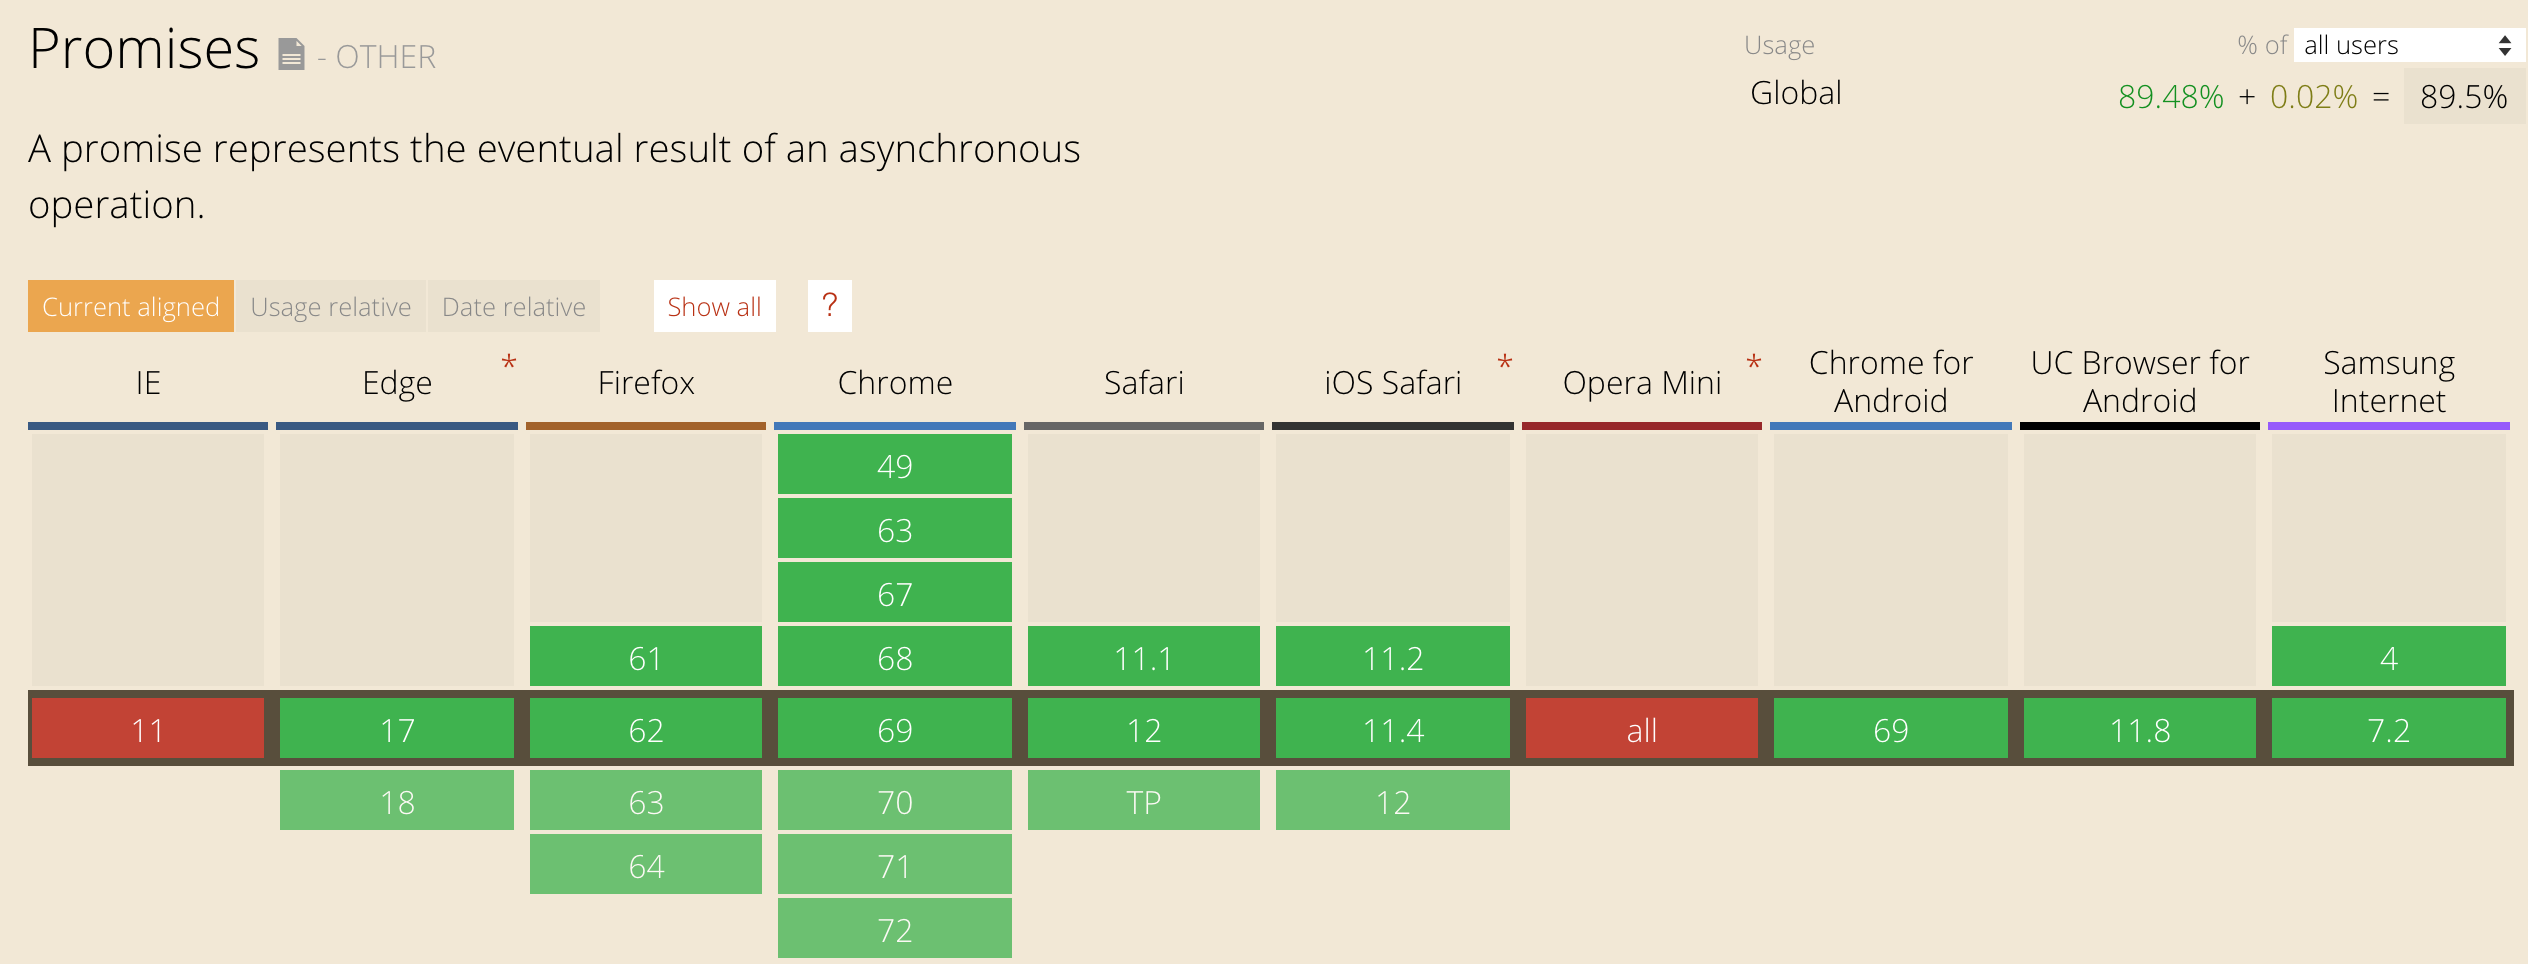 Promises - OTHER
Usage % of all users
Global 89.48% + 0.02% = 89.5%
A promise represents the eventual result of an asynchronous
operation.
Current aligned Usage relative Date relative Show all ?
IE Edge * Firefox Chrome Safari iOS Safari * Opera Mini * Chrome for Android UC Browser for Android Samsung Internet
49
63
67
61 68 11.1 11.2 4
11 17 62 69 12 11.4 all 69 11.8 7.2
18 63 70 TP 12
64 71
72